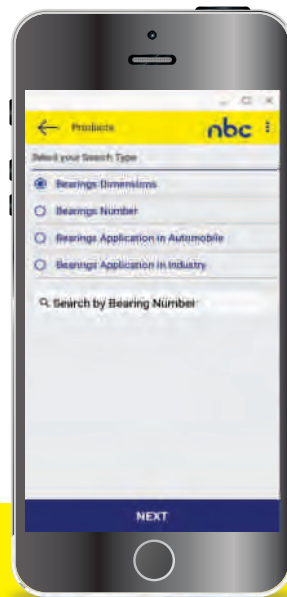 Products
nbc
Select your Search Type
Bearings Dimensions
Bearings Number
Bearings Application in Automobile
Bearings Application in Industry
Search by Bearing Number
NEXT